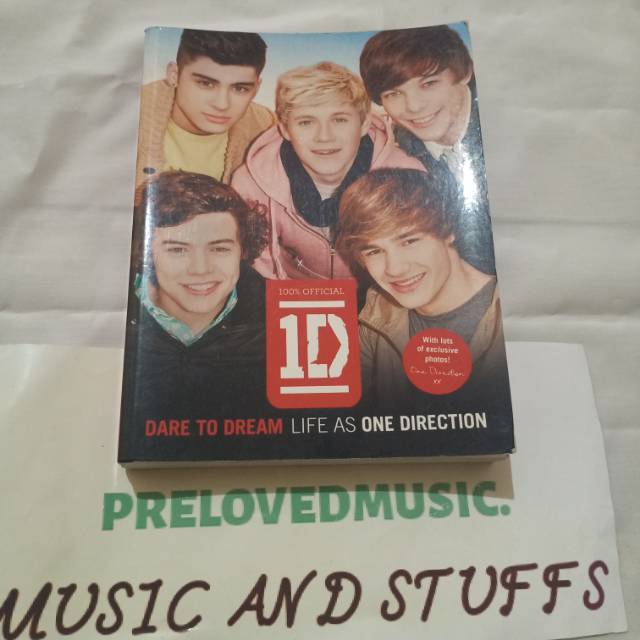 100% OFFICIAL
1D
With lots
of exclusive
photos!
One Direction
xx
DARE TO DREAM LIFE AS ONE DIRECTION
PRELOVEDMUSIC.
MUSIC AND STUFFS